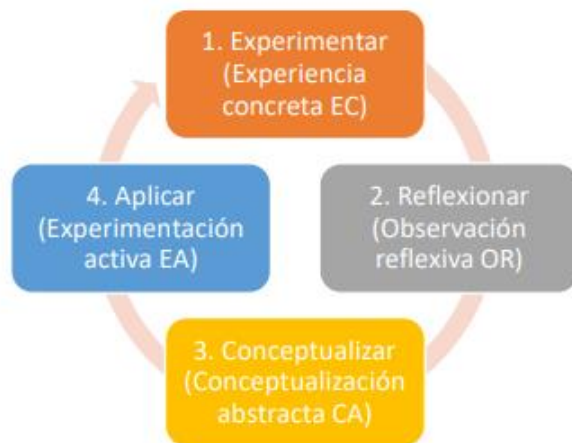 1. Experimentar
(Experiencia
concreta EC)
2. Reflexionar
(Observación
reflexiva OR)
3. Conceptualizar
(Conceptualización
abstracta CA)
4. Aplicar
(Experimentación
activa EA)